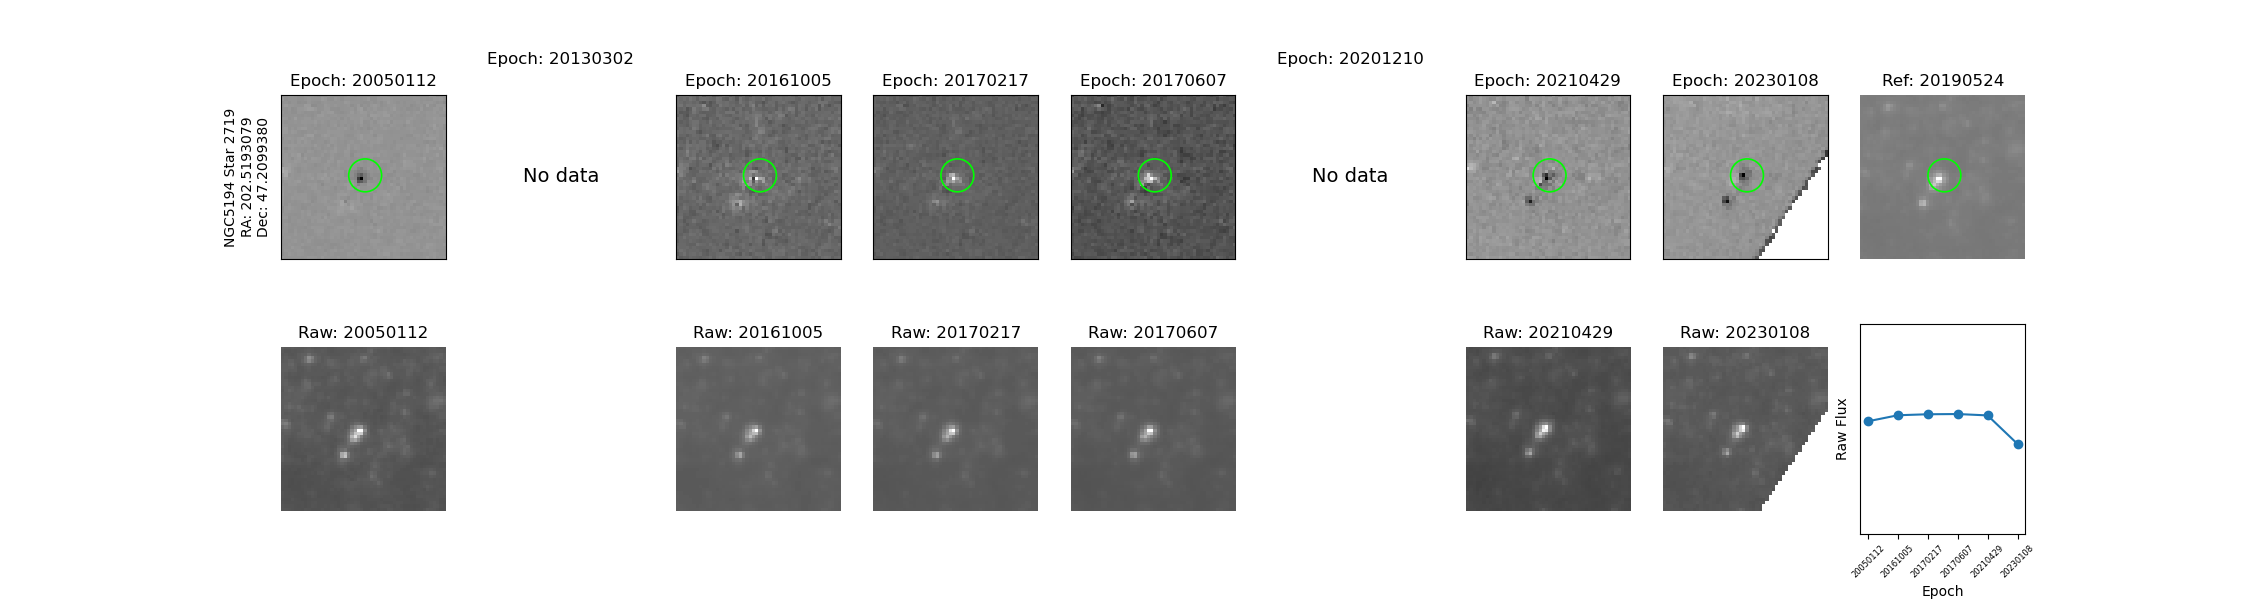 Epoch: 20130302
Epoch: 20201210
Epoch: 20050112
Epoch: 20161005
Epoch: 20170217
Epoch: 20170607
Epoch: 20210429
Epoch: 20230108
Ref: 20190524
NGC5194 Star 2719
RA: 202.5193079
Dec: 47.2099380
No data
No data
Raw: 20050112
Raw: 20161005
Raw: 20170217
Raw: 20170607
Raw: 20210429
Raw: 20230108
Raw Flux
20050112
20161005
20170217
20170607
20210429
20230108
Epoch